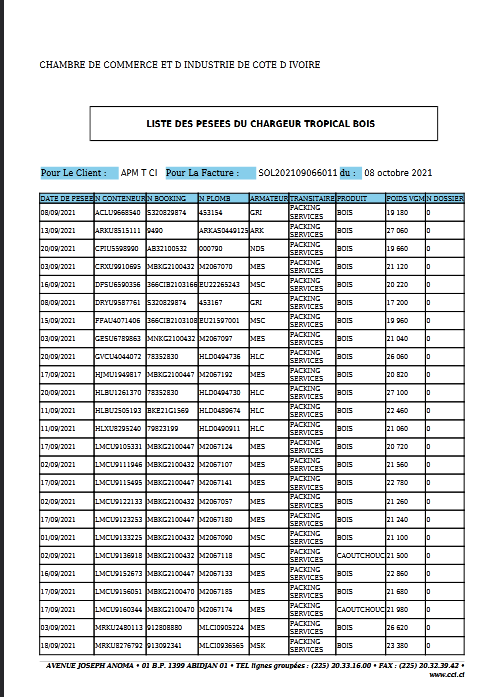 CHAMBRE DE COMMERCE ET D INDUSTRIE DE COTE D IVOIRE
LISTE DES PESEES DU CHARGEUR TROPICAL BOIS
Pour Le Client : APM T CI Pour La Facture : SOL202109066011 du : 08 octobre 2021
DATE DE PESEE N CONTENEUR N BOOKING N PLOMB ARMATEUR TRANSITAIRE PRODUIT POIDS VGM N DOSSIER
08/09/2021 ACLU9668540 S320829874 453154 GRI PACKING SERVICES BOIS 19 180 0
13/09/2021 ARKU8515111 9490 ARKAS0449125 ARK PACKING SERVICES BOIS 27 060 0
20/09/2021 CFIU5598990 AB32100532 000790 NDS PACKING SERVICES BOIS 19 660 0
03/09/2021 CRXU9910695 MBKG2100432 M2067070 MES PACKING SERVICES BOIS 21 120 0
16/09/2021 DFSU6590356 366CIB2103166 EU22265243 MSC PACKING SERVICES BOIS 20 220 0
08/09/2021 DRYU9587761 S320829874 453167 GRI PACKING SERVICES BOIS 17 200 0
15/09/2021 FFAU4071406 366CIB2103108 EU21597001 MSC PACKING SERVICES BOIS 19 960 0
03/09/2021 GESU6789863 MNKG2100432 M2067097 MES PACKING SERVICES BOIS 21 040 0
20/09/2021 GVCU4044072 78352830 HLD0494736 HLC PACKING SERVICES BOIS 26 060 0
17/09/2021 HJMU1949817 MBKG2100447 M2067192 MES PACKING SERVICES BOIS 20 820 0
20/09/2021 HLBU1261370 78352830 HLD0494730 HLC PACKING SERVICES BOIS 27 100 0
11/09/2021 HLBU2505193 BKE21G1569 HLD0489674 HLC PACKING SERVICES BOIS 22 460 0
11/09/2021 HLXU8295240 79823199 HLD0490911 HLC PACKING SERVICES BOIS 21 060 0
17/09/2021 LMCU9105331 MBKG2100447 M2067124 MES PACKING SERVICES BOIS 20 720 0
02/09/2021 LMCU9111946 MBKG2100432 M2067107 MES PACKING SERVICES BOIS 21 560 0
17/09/2021 LMCU9115495 MBKG2100447 M2067141 MES PACKING SERVICES BOIS 22 780 0
02/09/2021 LMCU9122133 MBKG2100432 M2067057 MES PACKING SERVICES BOIS 21 260 0
17/09/2021 LMCU9123253 MBKG2100447 M2067180 MES PACKING SERVICES BOIS 21 240 0
01/09/2021 LMCU9133225 MBKG2100432 M2067090 MSC PACKING SERVICES BOIS 21 100 0
02/09/2021 LMCU9136918 MBKG2100432 M2067118 MSC PACKING SERVICES CAOUTCHOUC 21 500 0
16/09/2021 LMCU9152673 MBKG2100447 M2067133 MES PACKING SERVICES BOIS 22 860 0
17/09/2021 LMCU9156051 MBKG2100470 M2067185 MES PACKING SERVICES BOIS 21 680 0
17/09/2021 LMCU9160344 MBKG2100470 M2067174 MES PACKING SERVICES CAOUTCHOUC 21 980 0
03/09/2021 MRKU2480113 912808880 MLCI0905224 MES PACKING SERVICES BOIS 26 620 0
18/09/2021 MRKU8276792 913092341 MLCI0936565 MSK PACKING SERVICES BOIS 23 380 0
AVENUE JOSEPH ANOMA • 01 B.P. 1399 ABIDJAN 01 • TEL lignes groupées : (225) 20.33.16.00 • FAX : (225) 20.32.39.42 •
www.cci.ci